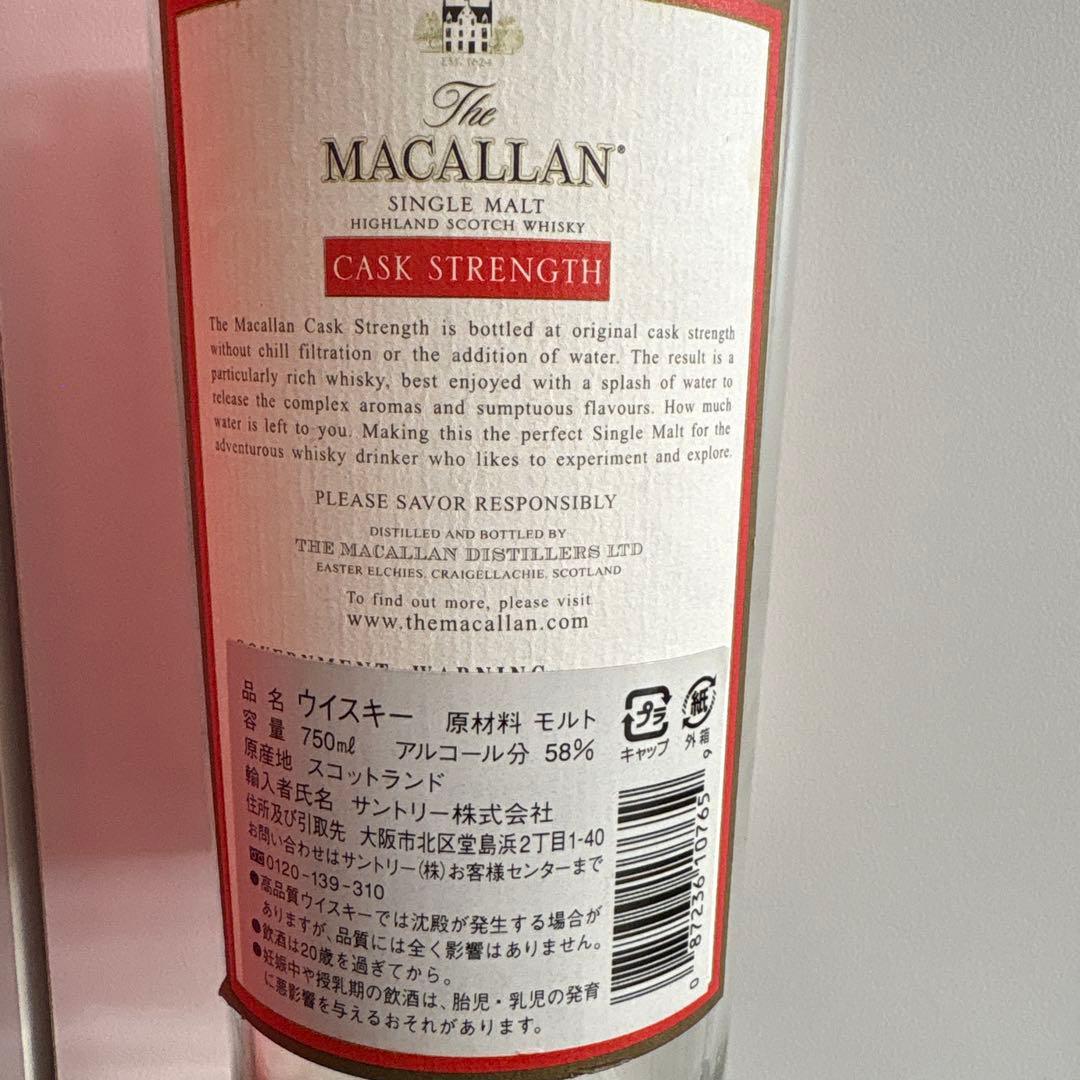 EST. 1824
The
MACALLAN®
SINGLE MALT
HIGHLAND SCOTCH WHISKY
CASK STRENGTH
The Macallan Cask Strength is bottled at original cask strength
without chill filtration or the addition of water. The result is a
particularly rich whisky, best enjoyed with a splash of water to
release the complex aromas and sumptuous flavours. How much
water is left to you. Making this the perfect Single Malt for the
adventurous whisky drinker who likes to experiment and explore.
PLEASE SAVOR RESPONSIBLY
DISTILLED AND BOTTLED BY
THE MACALLAN DISTILLERS LTD
EASTER ELCHIES, CRAIGELLACHIE, SCOTLAND
To find out more, please visit
www.themacallan.com
GOVERNMENT WARNING
品名 ウイスキー 原材料 モルト
容量 750ml アルコール分 58%
原産地 スコットランド
輸入者氏名 サントリー株式会社
住所及び引取先 大阪市北区堂島浜2丁目1-40
お問い合わせはサントリー(株)お客様センターまで
0120-139-310
●高品質ウイスキーでは沈殿が発生する場合が
ありますが、品質には全く影響はありません。
●飲酒は20歳を過ぎてから。
●妊娠中や授乳期の飲酒は、胎児・乳児の発育
に悪影響を与えるおそれがあります。
プラ
キャップ
紙
外箱
0 87236 10765 9